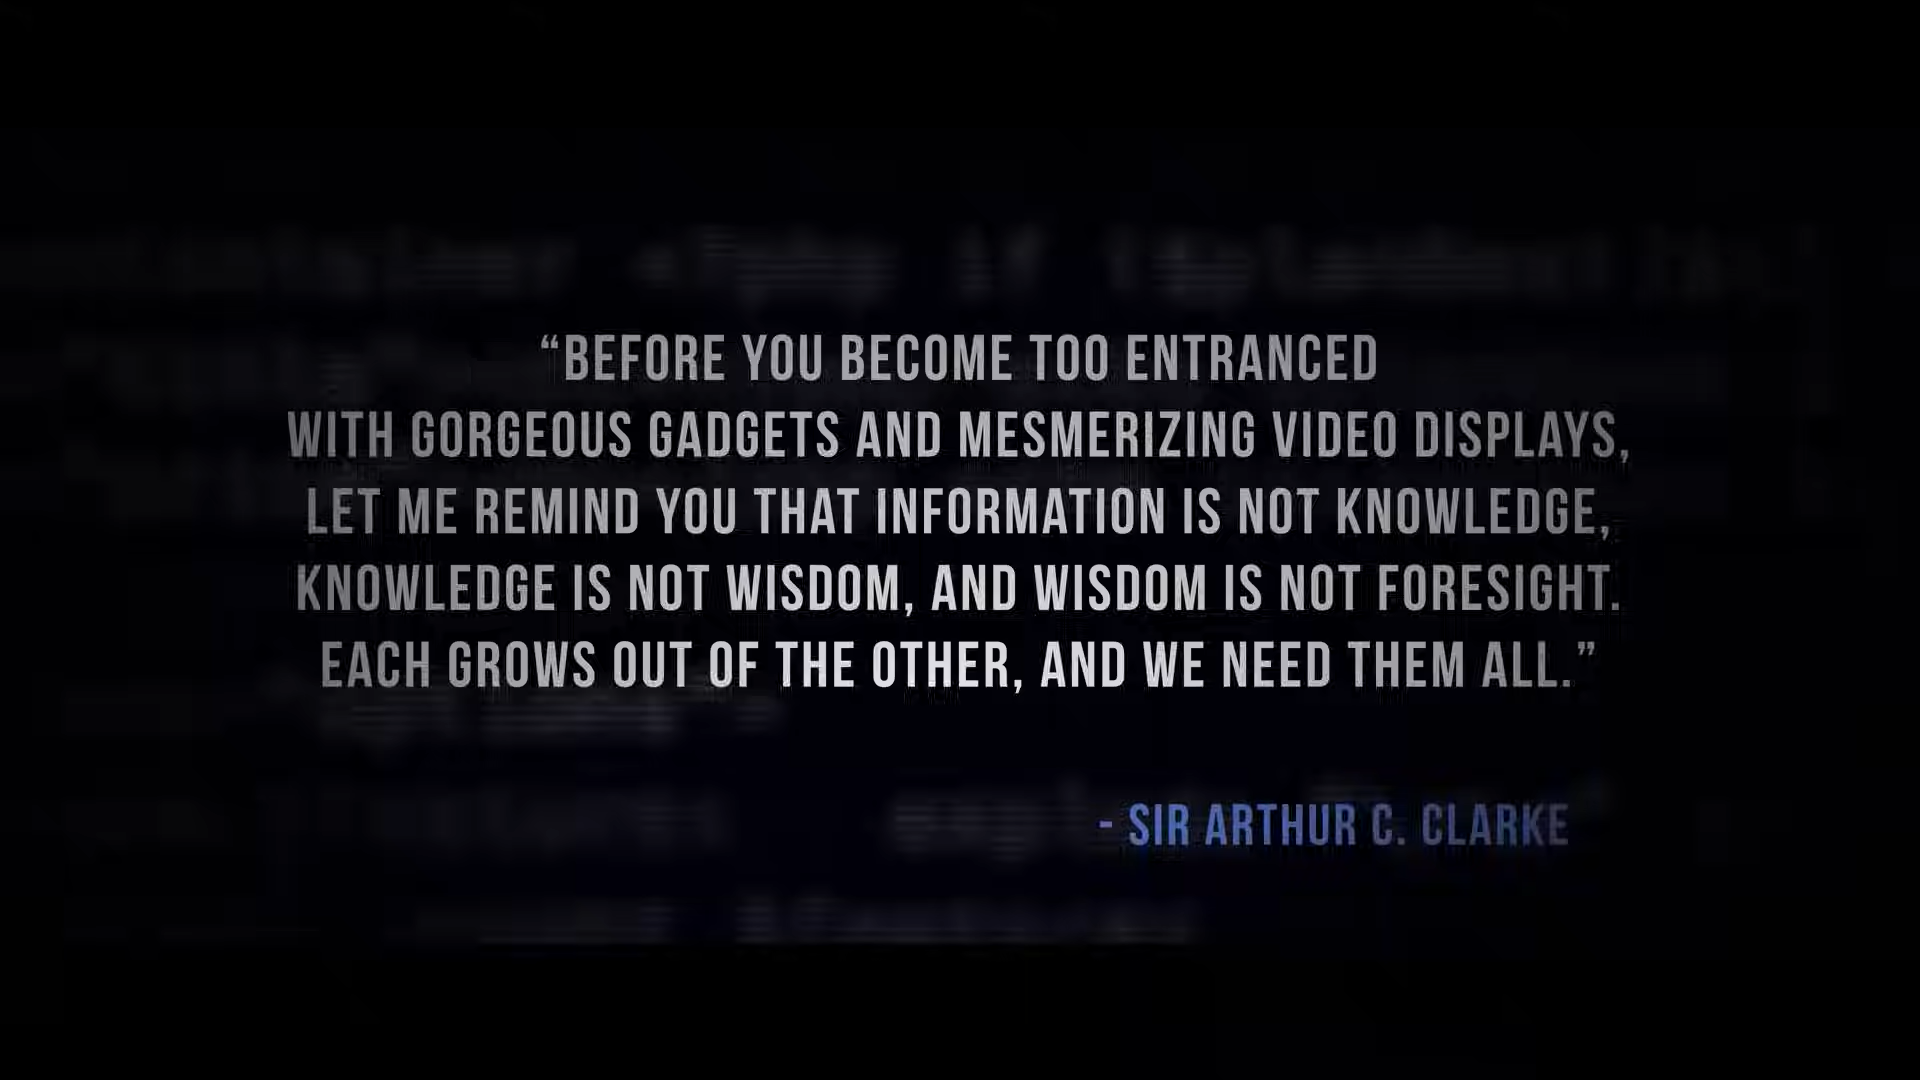 “BEFORE YOU BECOME TOO ENTRANCED
WITH GORGEOUS GADGETS AND MESMERIZING VIDEO DISPLAYS,
LET ME REMIND YOU THAT INFORMATION IS NOT KNOWLEDGE,
KNOWLEDGE IS NOT WISDOM, AND WISDOM IS NOT FORESIGHT.
EACH GROWS OUT OF THE OTHER, AND WE NEED THEM ALL.”
- SIR ARTHUR C. CLARKE